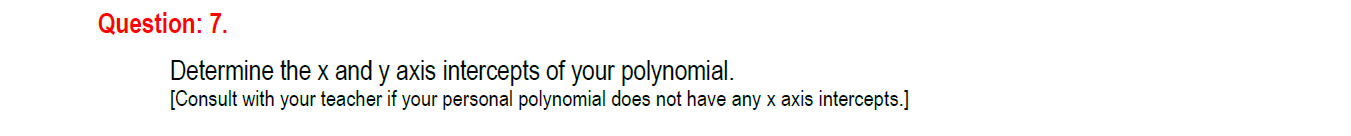 Question: 7.
Determine the x and y axis intercepts of your polynomial.
[Consult with your teacher if your personal polynomial does not have any x axis intercepts.]